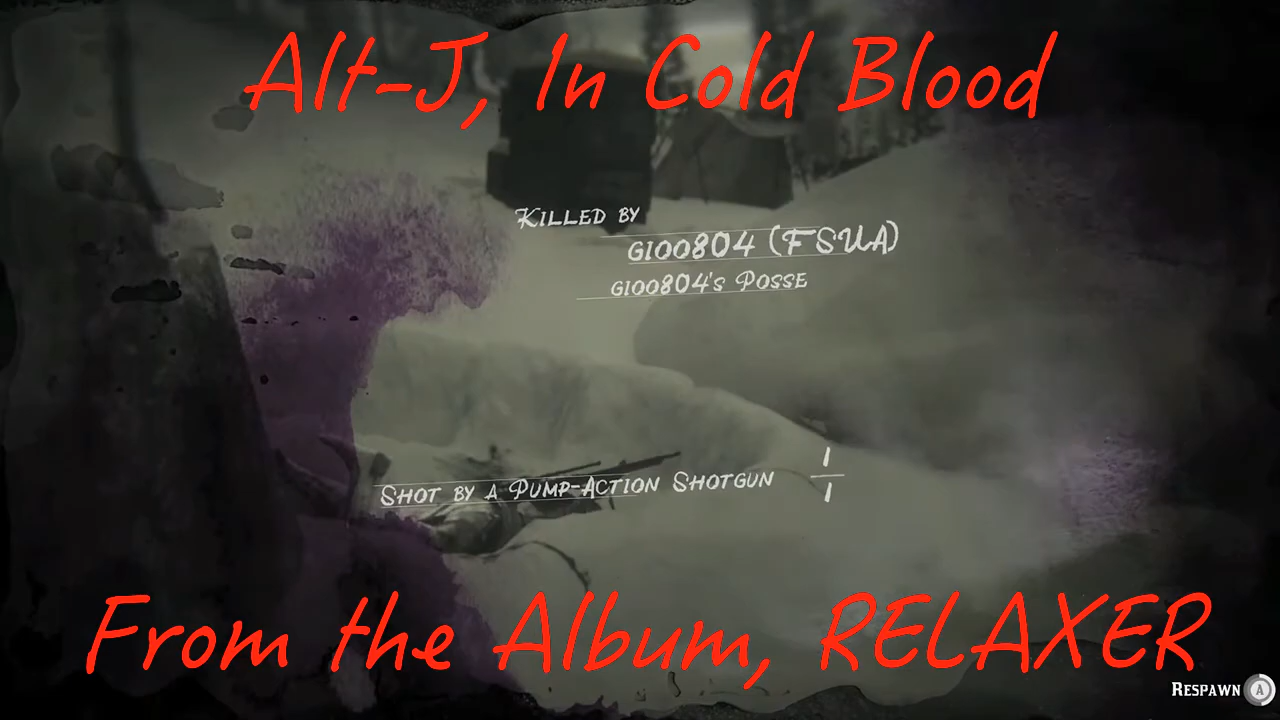 Alt-J, In Cold Blood
Killed by
GIOO804 (FSUA)
GIOO804's Posse
Shot by a Pump-Action Shotgun
1
1
From the Album, RELAXER
Respawn A